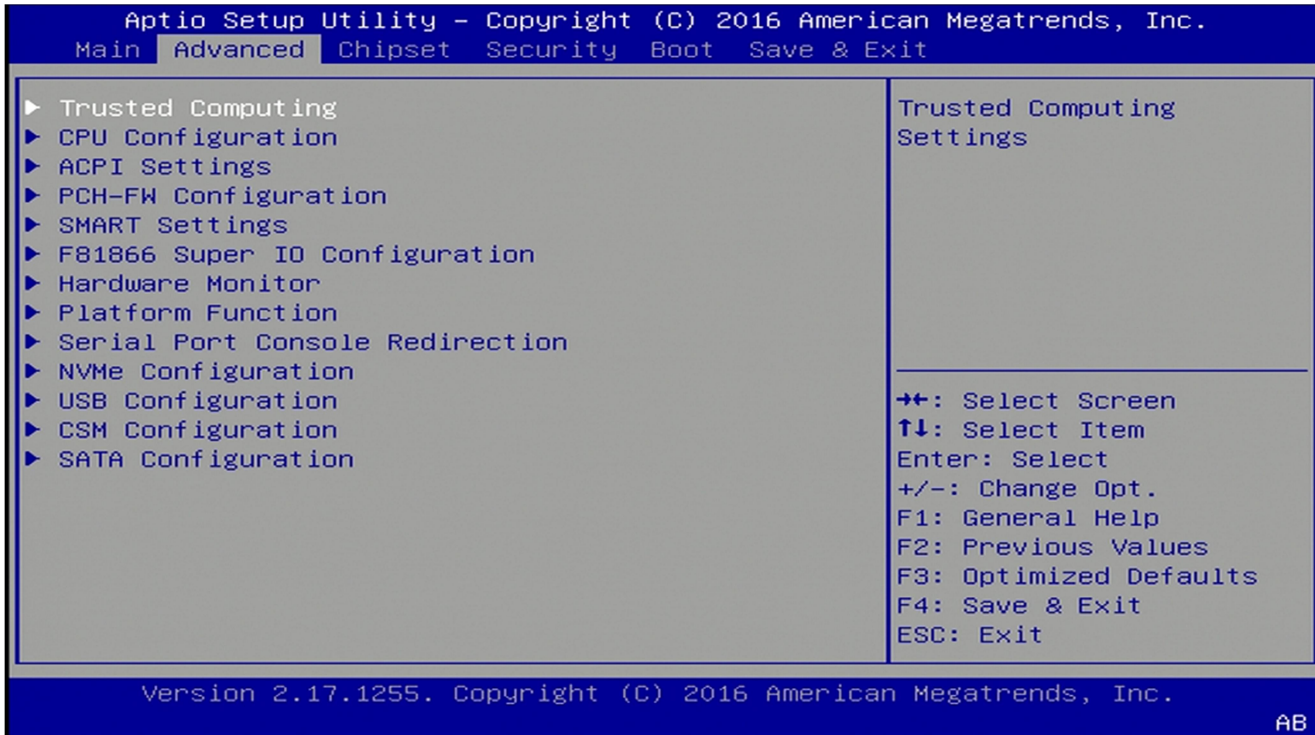 Aptio Setup Utility – Copyright (C) 2016 American Megatrends, Inc.
Main Advanced Chipset Security Boot Save & Exit
▶ Trusted Computing
▶ CPU Configuration
▶ ACPI Settings
▶ PCH-FW Configuration
▶ SMART Settings
▶ F81866 Super IO Configuration
▶ Hardware Monitor
▶ Platform Function
▶ Serial Port Console Redirection
▶ NVMe Configuration
▶ USB Configuration
▶ CSM Configuration
▶ SATA Configuration
Trusted Computing
Settings
→←: Select Screen
↑↓: Select Item
Enter: Select
+/-: Change Opt.
F1: General Help
F2: Previous Values
F3: Optimized Defaults
F4: Save & Exit
ESC: Exit
Version 2.17.1255. Copyright (C) 2016 American Megatrends, Inc.
AB